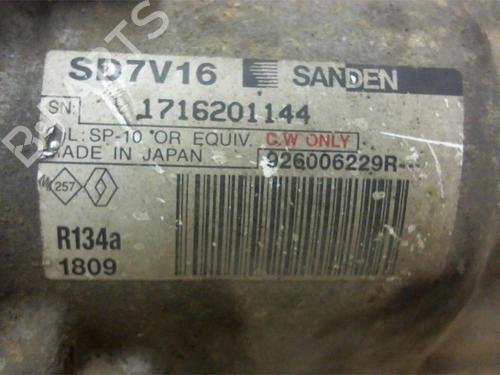 SD7V16 SANDEN
SN: 1716201144
OIL: SP-10 OR EQUIV. C.W ONLY
MADE IN JAPAN 926006229R---
257
R134a
1809